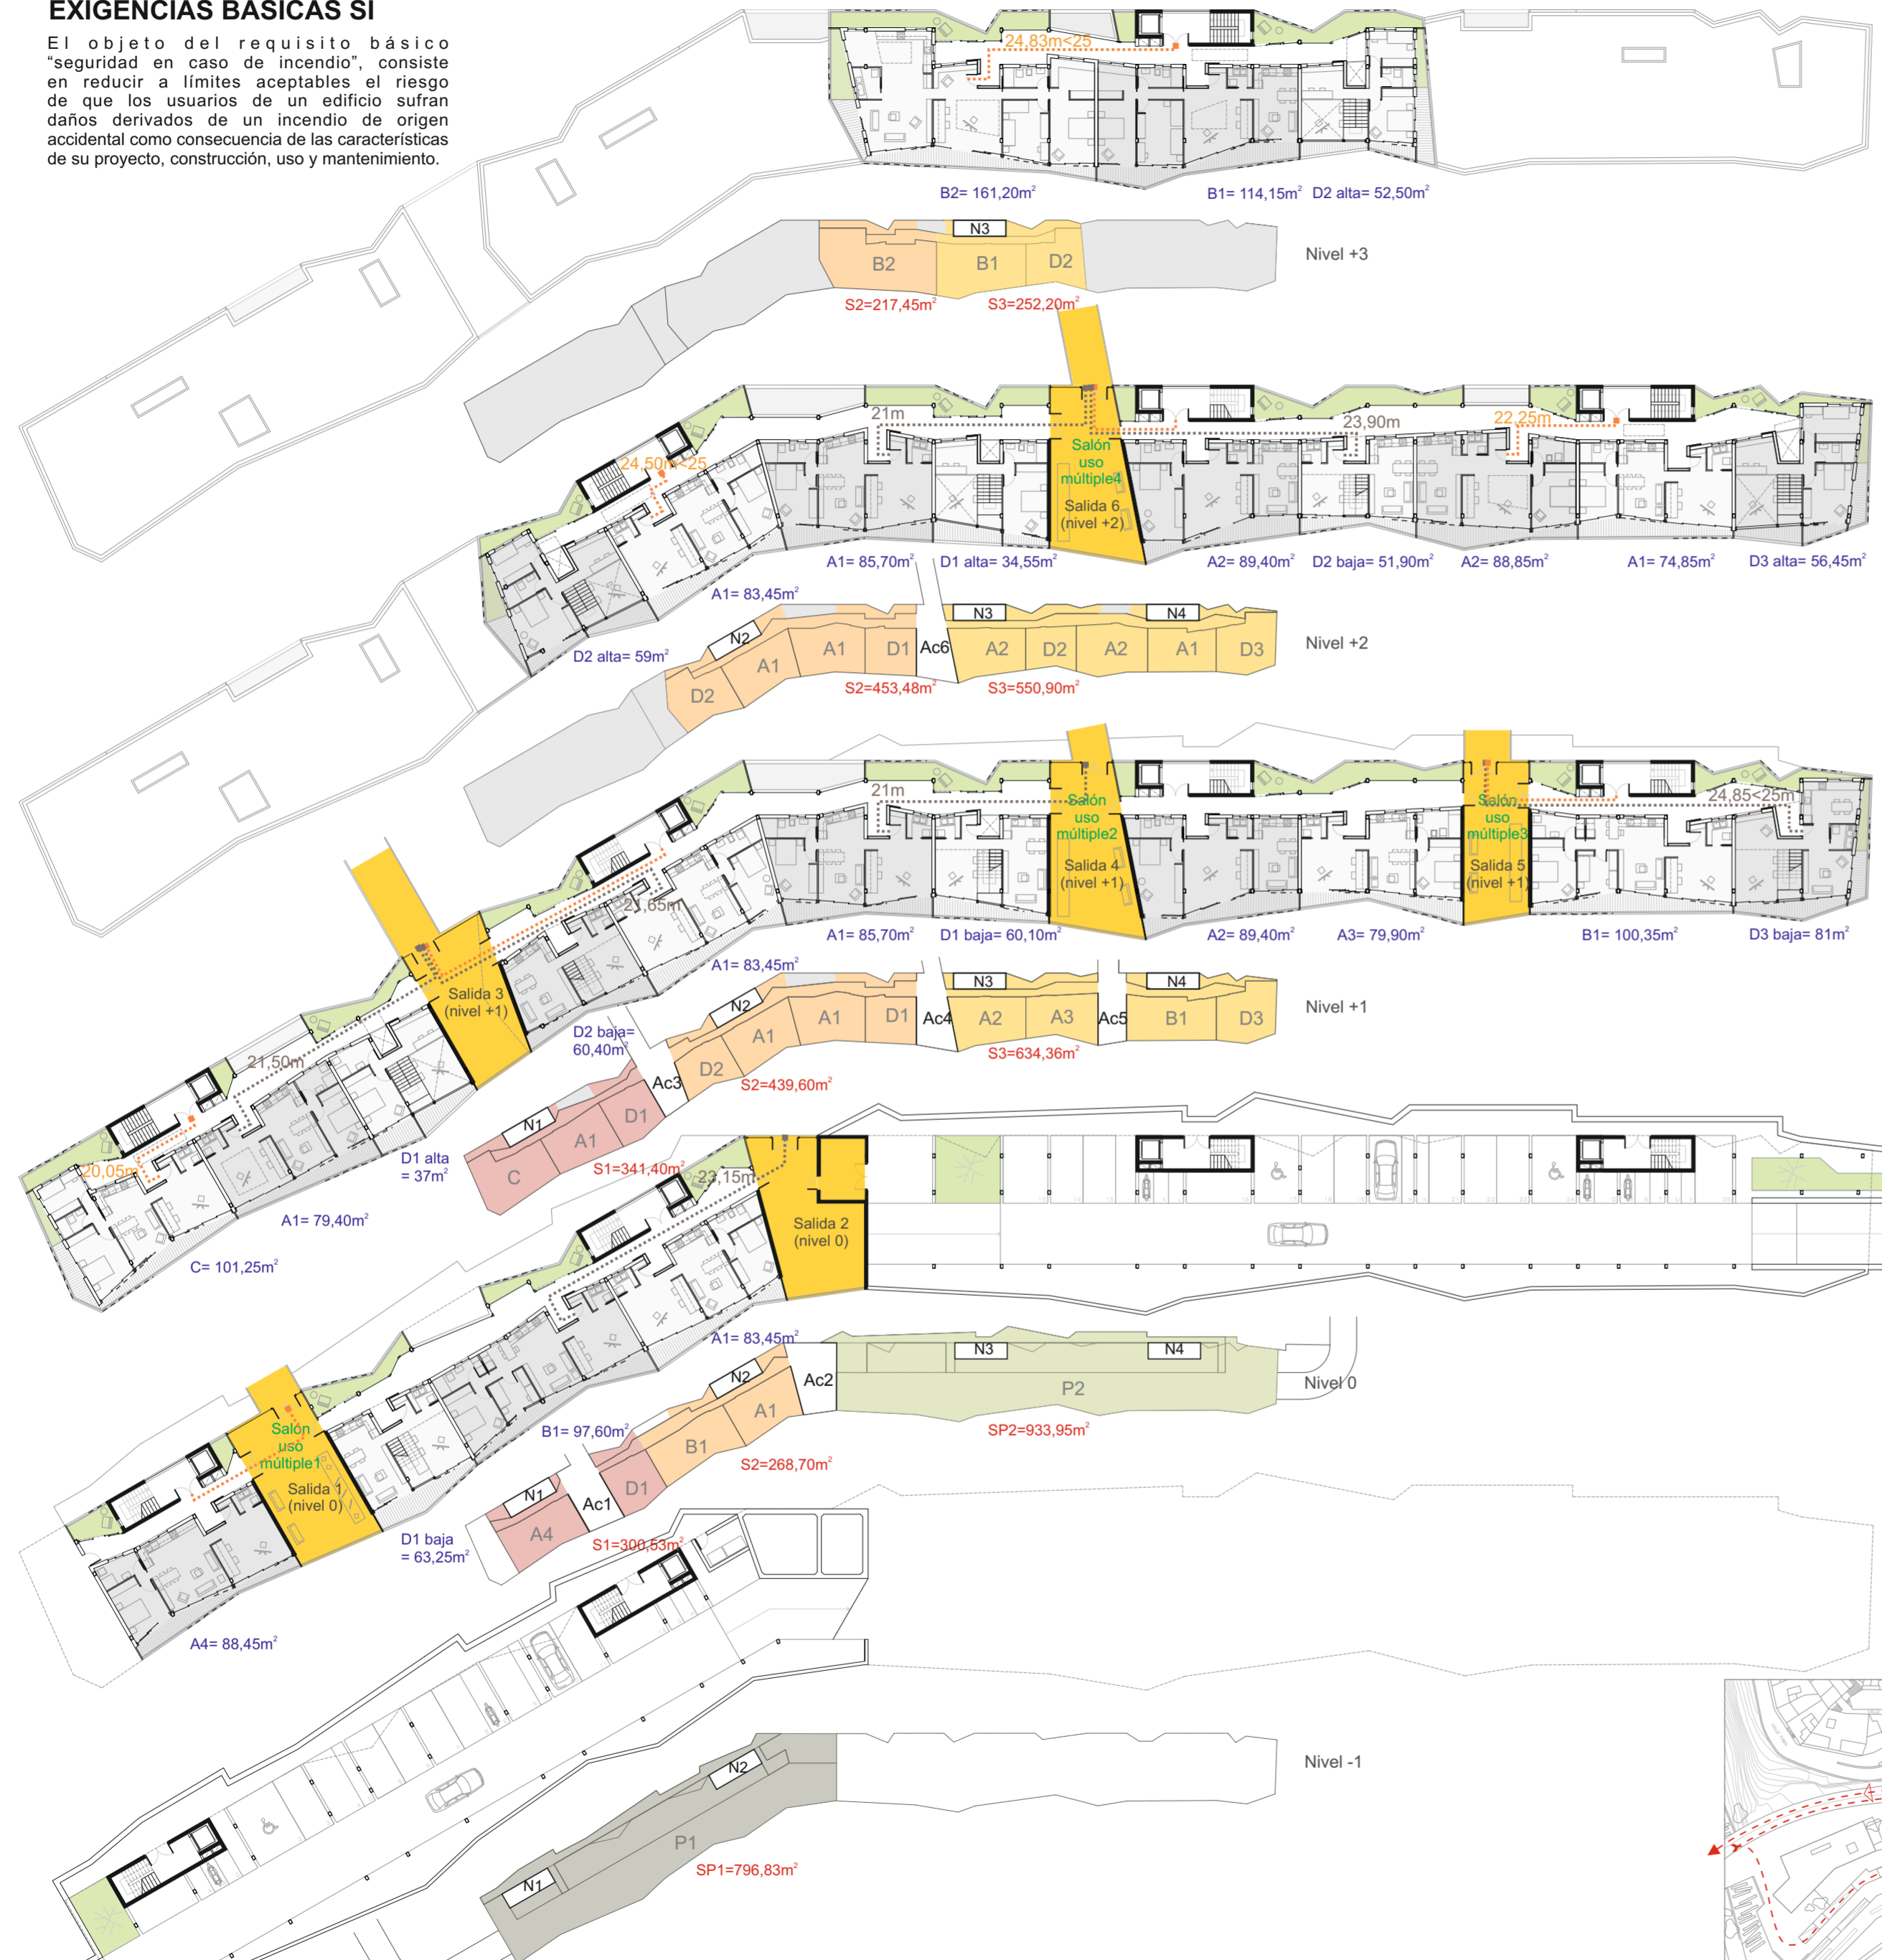 EXIGENCIAS BASICAS SI
El objeto del requisito básico
“seguridad en caso de incendio”, consiste
en reducir a límites aceptables el riesgo
de que los usuarios de un edificio sufran
daños derivados de un incendio de origen
accidental como consecuencia de las características
de su proyecto, construcción, uso y mantenimiento.
24,83m<25
B2= 161,20m²
B1= 114,15m²
D2 alta= 52,50m²
N3
B2
B1
D2
Nivel +3
S2=217,45m²
S3=252,20m²
21m
23,90m
22,25m
24,50m<25
Salón
uso
múltiple4
Salida 6
(nivel +2)
A1= 85,70m²
D1 alta= 34,55m²
A2= 89,40m²
D2 baja= 51,90m²
A2= 88,85m²
A1= 74,85m²
D3 alta= 56,45m²
A1= 83,45m²
D2 alta= 59m²
N2
N3
N4
D2
A1
A1
D1
Ac6
A2
D2
A2
A1
D3
Nivel +2
S2=453,48m²
S3=550,90m²
21m
24,85<25m
21,65m
21,50m
20,05m
Salón
uso
múltiple2
Salida 4
(nivel +1)
Salón
uso
múltiple3
Salida 5
(nivel +1)
Salida 3
(nivel +1)
A1= 85,70m²
D1 baja= 60,10m²
A2= 89,40m²
A3= 79,90m²
B1= 100,35m²
D3 baja= 81m²
A1= 83,45m²
D2 baja=
60,40m²
D1 alta
= 37m²
A1= 79,40m²
C= 101,25m²
N1
N2
N3
N4
C
A1
D1
Ac3
D2
A1
A1
D1
Ac4
A2
A3
Ac5
B1
D3
Nivel +1
S1=341,40m²
S2=439,60m²
S3=634,36m²
23,15m
Salida 2
(nivel 0)
Salón
uso
múltiple1
Salida 1
(nivel 0)
A1= 83,45m²
B1= 97,60m²
D1 baja
= 63,25m²
A4= 88,45m²
N1
N2
N3
N4
A4
Ac1
D1
B1
A1
Ac2
P2
Nivel 0
S1=300,53m²
S2=268,70m²
SP2=933,95m²
N1
N2
P1
Nivel -1
SP1=796,83m²